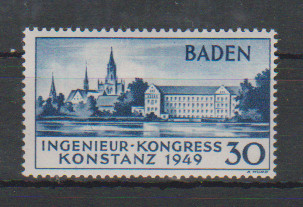 BADEN
INGENIEUR-KONGRESS
KONSTANZ 1949 30